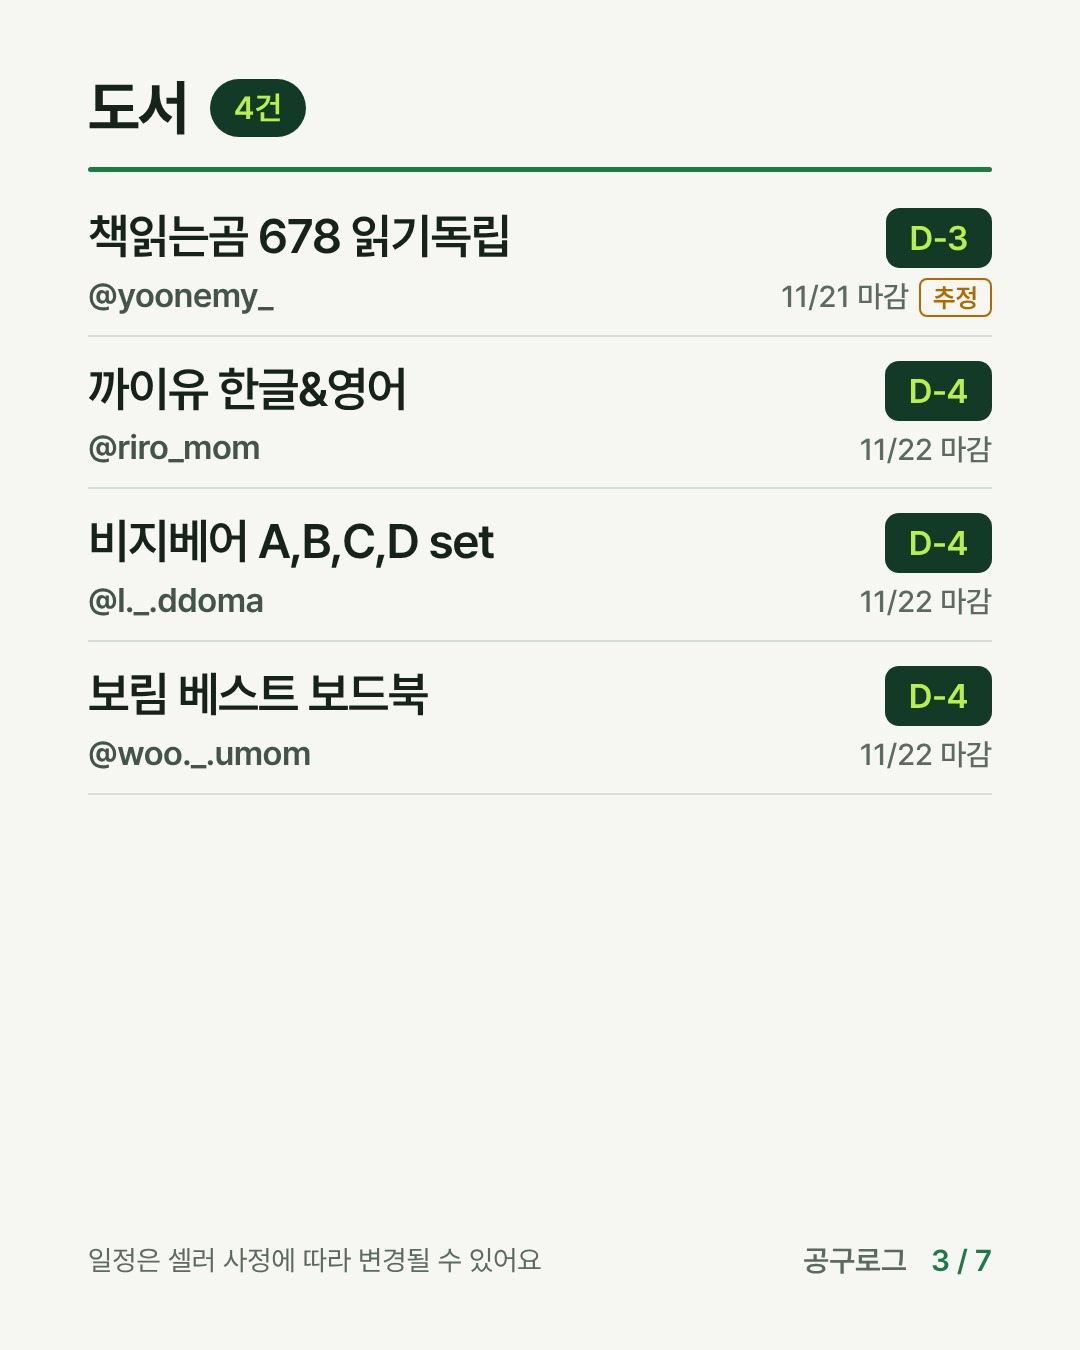 도서 4건
책읽는곰 678 읽기독립 D-3
@yoonemy_ 11/21 마감 추정
까이유 한글&영어 D-4
@riro_mom 11/22 마감
비지베어 A,B,C,D set D-4
@l._.ddoma 11/22 마감
보림 베스트 보드북 D-4
@woo._.umom 11/22 마감
일정은 셀러 사정에 따라 변경될 수 있어요 공구로그 3 / 7